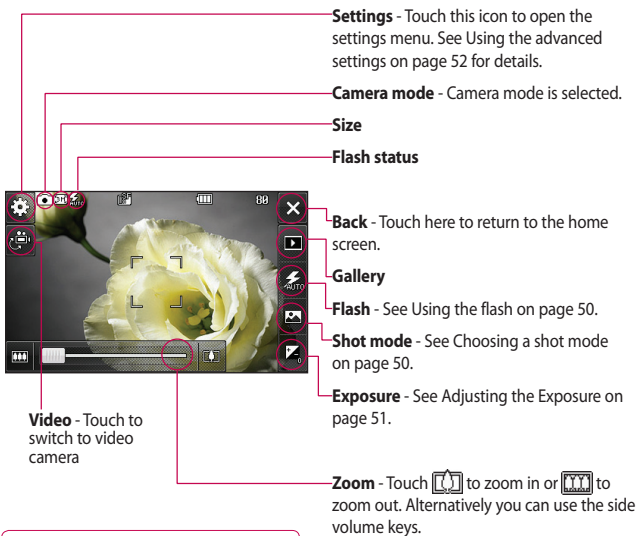 Settings - Touch this icon to open the
settings menu. See Using the advanced
settings on page 52 for details.
Camera mode - Camera mode is selected.
Size
Flash status
80
AUTO
Back - Touch here to return to the home
screen.
Gallery
Flash - See Using the flash on page 50.
Shot mode - See Choosing a shot mode
on page 50.
Exposure - See Adjusting the Exposure on
page 51.
Video - Touch to
switch to video
camera
Zoom - Touch to zoom in or to
zoom out. Alternatively you can use the side
volume keys.